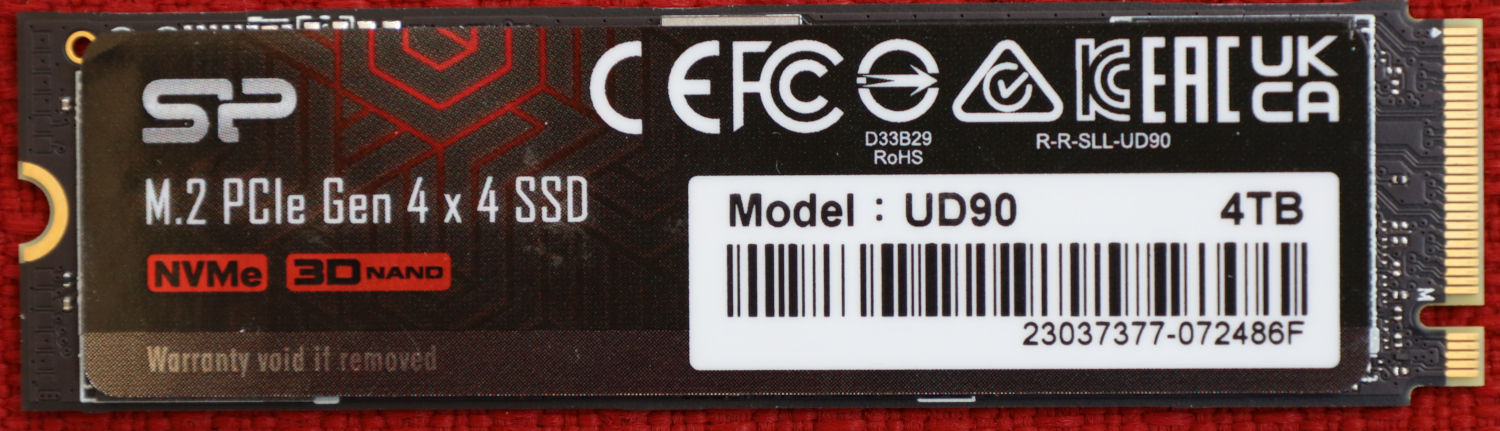 SP
CE FC
D33B29
RoHS
R-R-SLL-UD90
KC
EAC
UK
CA
M.2 PCIe Gen 4 x 4 SSD
NVMe 3D NAND
Model : UD90 4TB
23037377-072486F
Warranty void if removed
M